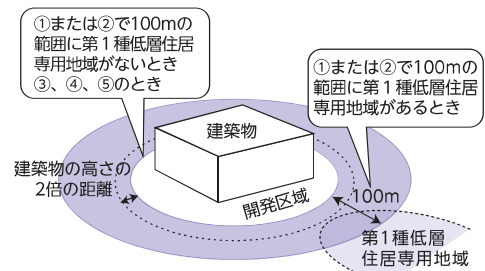 ①または②で100mの
範囲に第1種低層住居
専用地域がないとき
③、④、⑤のとき
①または②で100mの
範囲に第1種低層住居
専用地域があるとき
建築物
建築物の高さの
2倍の距離
開発区域
100m
第1種低層
住居専用地域